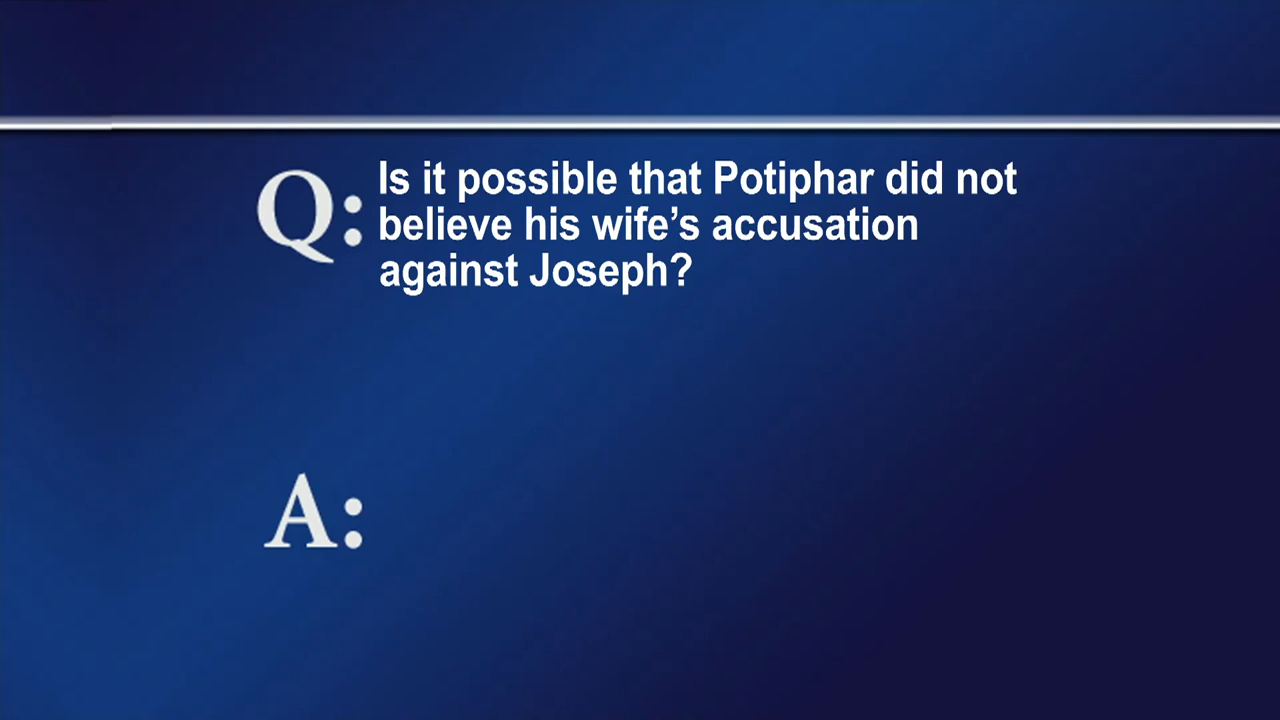 Q: Is it possible that Potiphar did not
believe his wife’s accusation
against Joseph?
A: